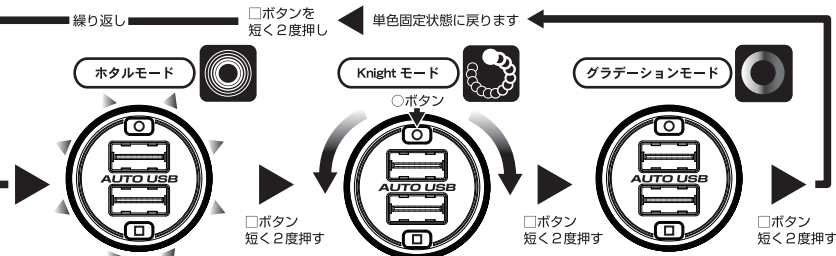 繰り返し
□ボタンを
短く2度押し
単色固定状態に戻ります
ホタルモード
Knight モード
グラデーションモード
○ボタン
AUTO USB
AUTO USB
AUTO USB
□ボタン
短く2度押す
□ボタン
短く2度押す
□ボタン
短く2度押す